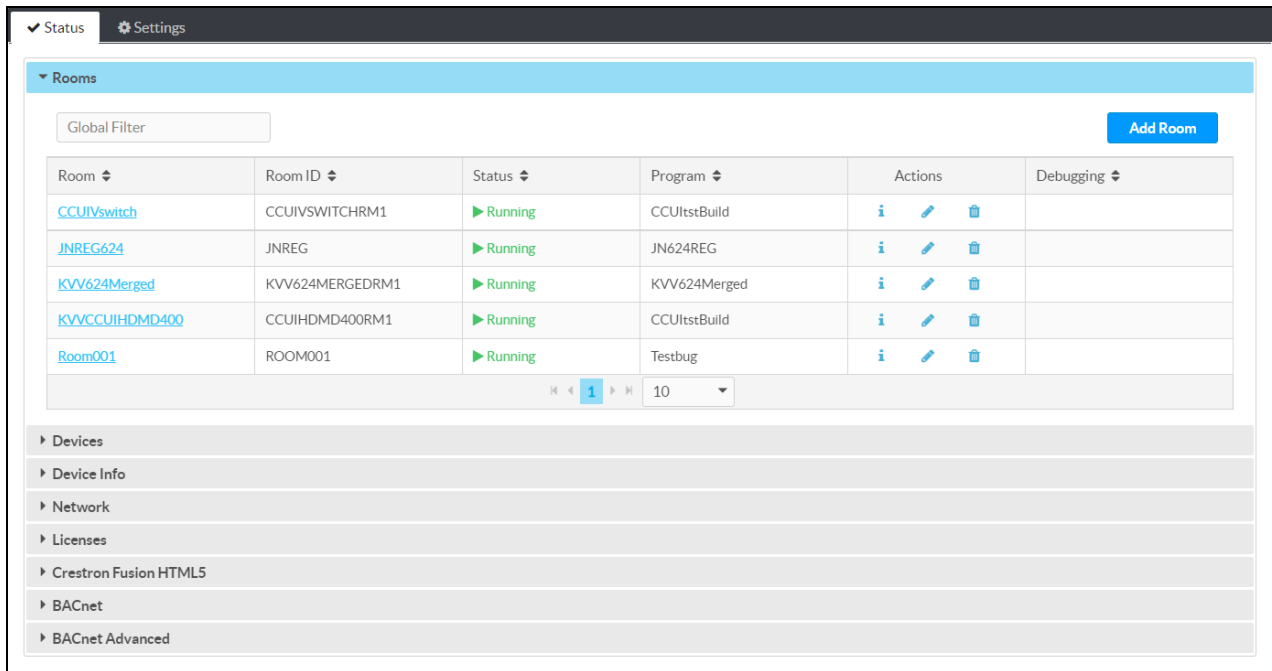 Status Settings
Rooms
Global Filter Add Room
Room Room ID Status Program Actions Debugging
CCUIVswitch CCUIVSWITCHRM1 Running CCUItstBuild
JNREG624 JNREG Running JN624REG
KVV624Merged KVV624MERGEDRM1 Running KVV624Merged
KVVCCUIHDMD400 CCUIHDMD400RM1 Running CCUItstBuild
Room001 ROOM001 Running Testbug
1 10
Devices
Device Info
Network
Licenses
Crestron Fusion HTML5
BACnet
BACnet Advanced